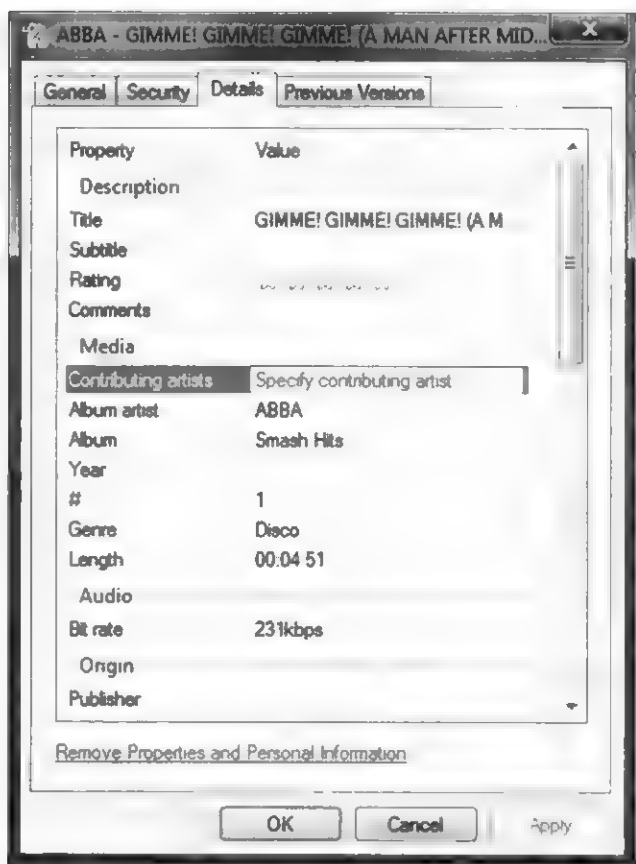 ABBA - GIMME! GIMME! GIMME! (A MAN AFTER MID...
General Security Details Previous Versions
Property Value
Description
Title GIMME! GIMME! GIMME! (A M
Subtitle
Rating
Comments
Media
Contributing artists Specify contributing artist
Album artist ABBA
Album Smash Hits
Year
# 1
Genre Disco
Length 00:04 51
Audio
Bit rate 231kbps
Origin
Publisher
Remove Properties and Personal Information
OK Cancel Apply